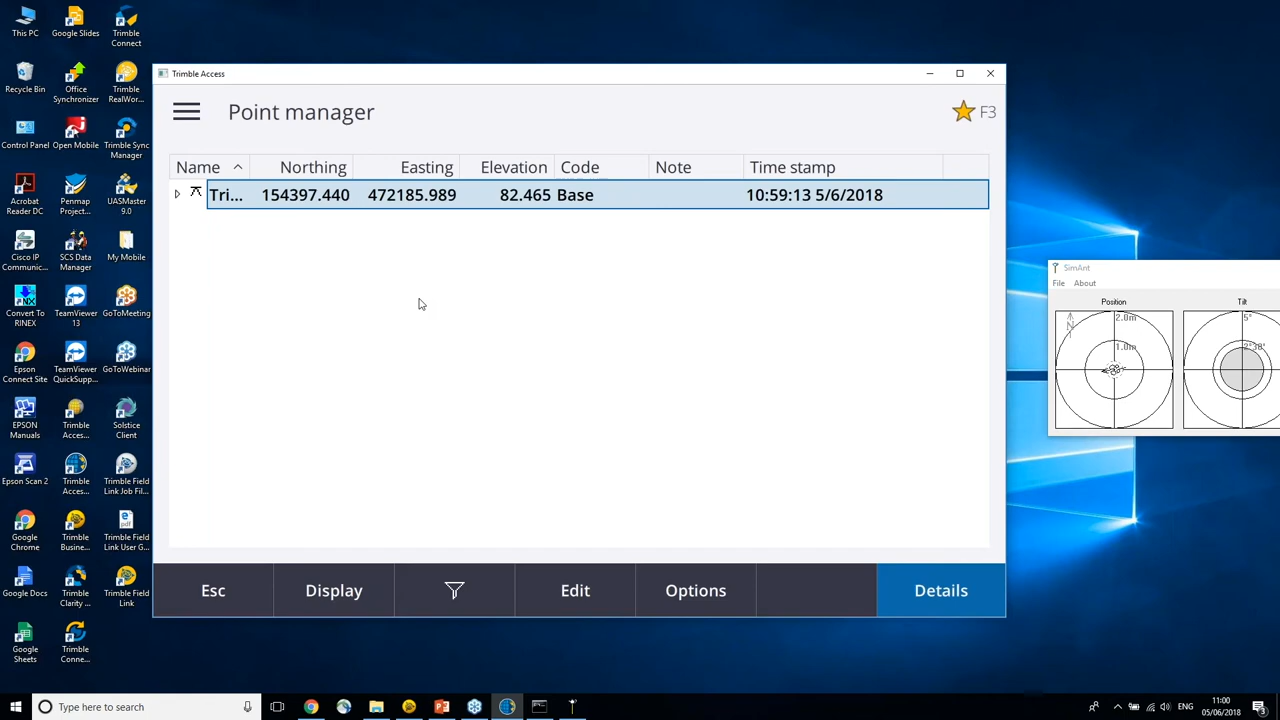 This PC
Google Slides
Trimble
Connect
Trimble Access
Recycle Bin
Office
Synchronizer
Trimble
RealWor...
Point manager
F3
Control Panel
Open Mobile
Trimble Sync
Manager
Name
Northing
Easting
Elevation
Code
Note
Time stamp
Tri...
154397.440
472185.989
82.465
Base
10:59:13 5/6/2018
Acrobat
Reader DC
Penmap
Project...
UASMaster
9.0
Cisco IP
Communic...
SCS Data
Manager
My Mobile
Convert To
RINEX
TeamViewer
13
GoToMeeting
SimAnt
File
About
Position
Tilt
2.0m
5°
N
1.0m
Epson
Connect Site
TeamViewer
QuickSupp...
GoToWebinar
EPSON
Manuals
Trimble
Acces...
Solstice
Client
Epson Scan 2
Trimble
Acces...
Trimble Field
Link Job Fil...
Google
Chrome
Trimble
Busine...
Trimble Field
Link User G...
Google Docs
Trimble
Clarity ...
Trimble Field
Link
Google
Sheets
Trimble
Conne...
Esc
Display
Edit
Options
Details
Type here to search
ENG
11:00
05/06/2018